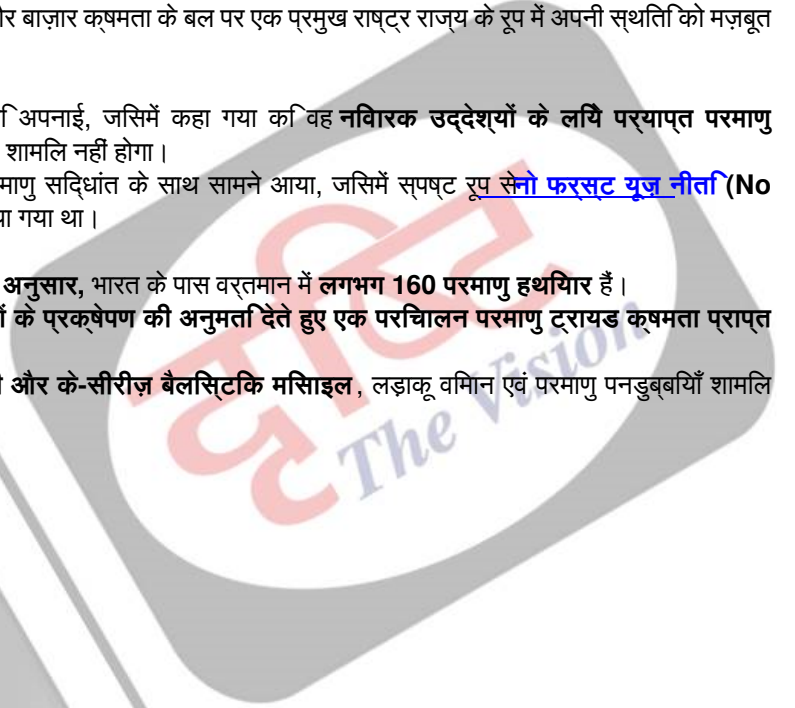 और बाज़ार क्षमता के बल पर एक प्रमुख राष्ट्र राज्य के रूप में अपनी स्थिति को मज़बूत
अपनाई, जिसमें कहा गया कि वह निवारक उद्देश्यों के लिये पर्याप्त परमाणु
शामिल नहीं होगा।
माणु सिद्धांत के साथ सामने आया, जिसमें स्पष्ट रूप से नो फर्स्ट यूज़ नीति (No
या गया था।
अनुसार, भारत के पास वर्तमान में लगभग 160 परमाणु हथियार हैं।
ों के प्रक्षेपण की अनुमति देते हुए एक परिचालन परमाणु ट्रायड क्षमता प्राप्त
और के-सीरीज़ बैलिस्टिक मिसाइल, लड़ाकू विमान एवं परमाणु पनडुब्बियाँ शामिल
दृष्टि
The Vision